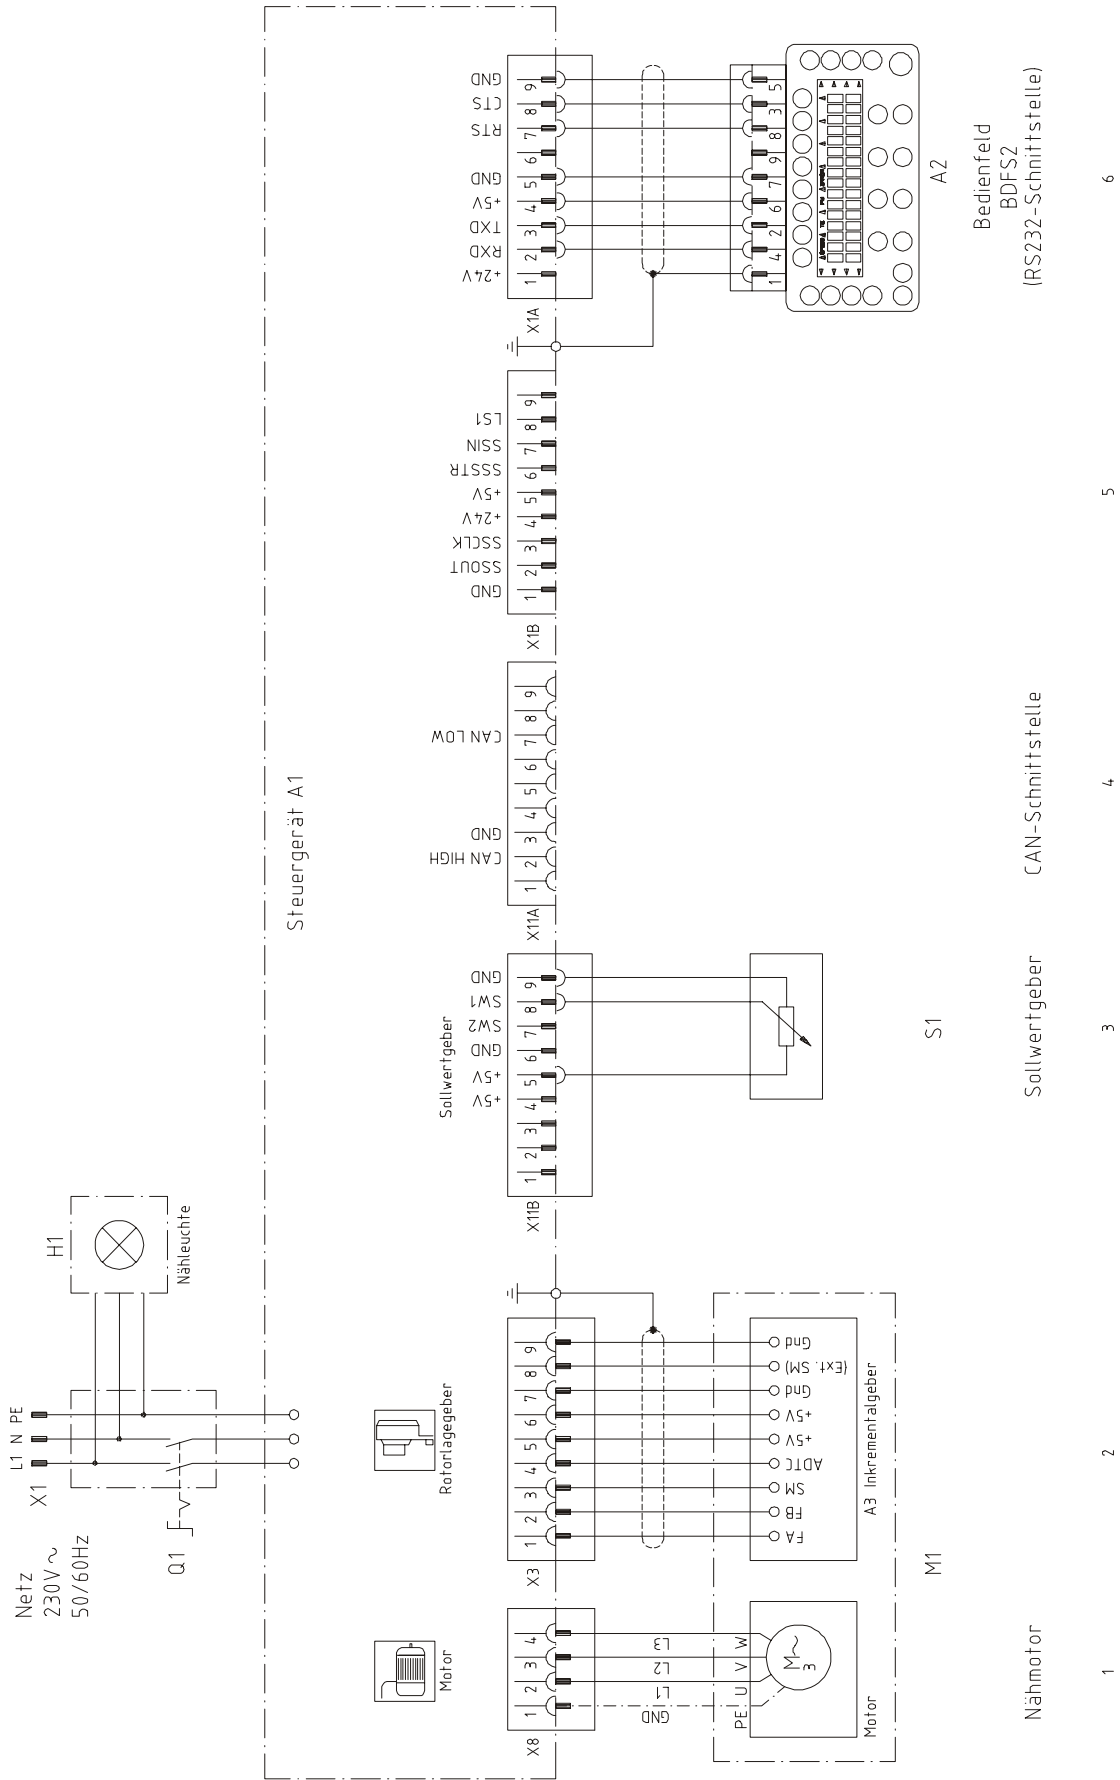 Netz
230V ~
50/60Hz
X1
L1 N PE
Q1
H1
Nähleuchte
Steuergerät A1
Motor
Rotorlagegeber
Sollwertgeber
X8
1 2 3 4
GND L1 L2 L3
PE U V W
M~
3
Motor
X3
1 2 3 4 5 6 7 8 9
FA FB SM ADTC +5V +5V Gnd (Ext. SM) Gnd
A3 Inkrementalgeber
M1
X11B
1 2 3 4 5 6 7 8 9
+5V +5V GND SW2 SW1 GND
S1
X11A
1 2 3 4 5 6 7 8 9
CAN HIGH GND CAN LOW
X1B
1 2 3 4 5 6 7 8 9
GND SSOUT SSCLK +24V +5V SSSTR SSIN LS1
X1A
1 2 3 4 5 6 7 8 9
+24V RXD TXD +5V GND RTS CTS GND
1 4 2 6 7 9 8 3 5
A2
Bedienfeld
BDFS2
(RS232-Schnittstelle)
Nähmotor
Sollwertgeber
CAN-Schnittstelle
1 2 3 4 5 6